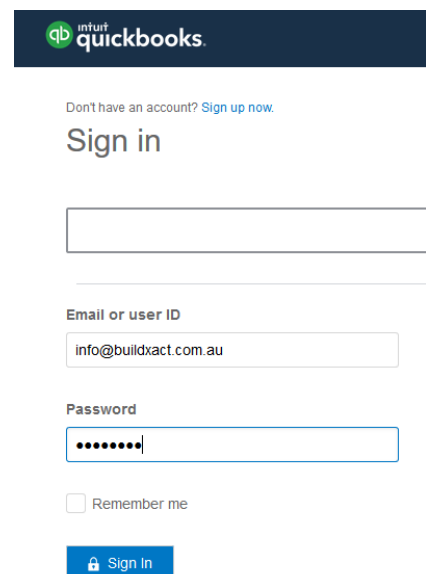 qb intuit
quickbooks.
Don't have an account? Sign up now.
Sign in
Email or user ID
info@buildxact.com.au
Password
••••••••
Remember me
Sign In